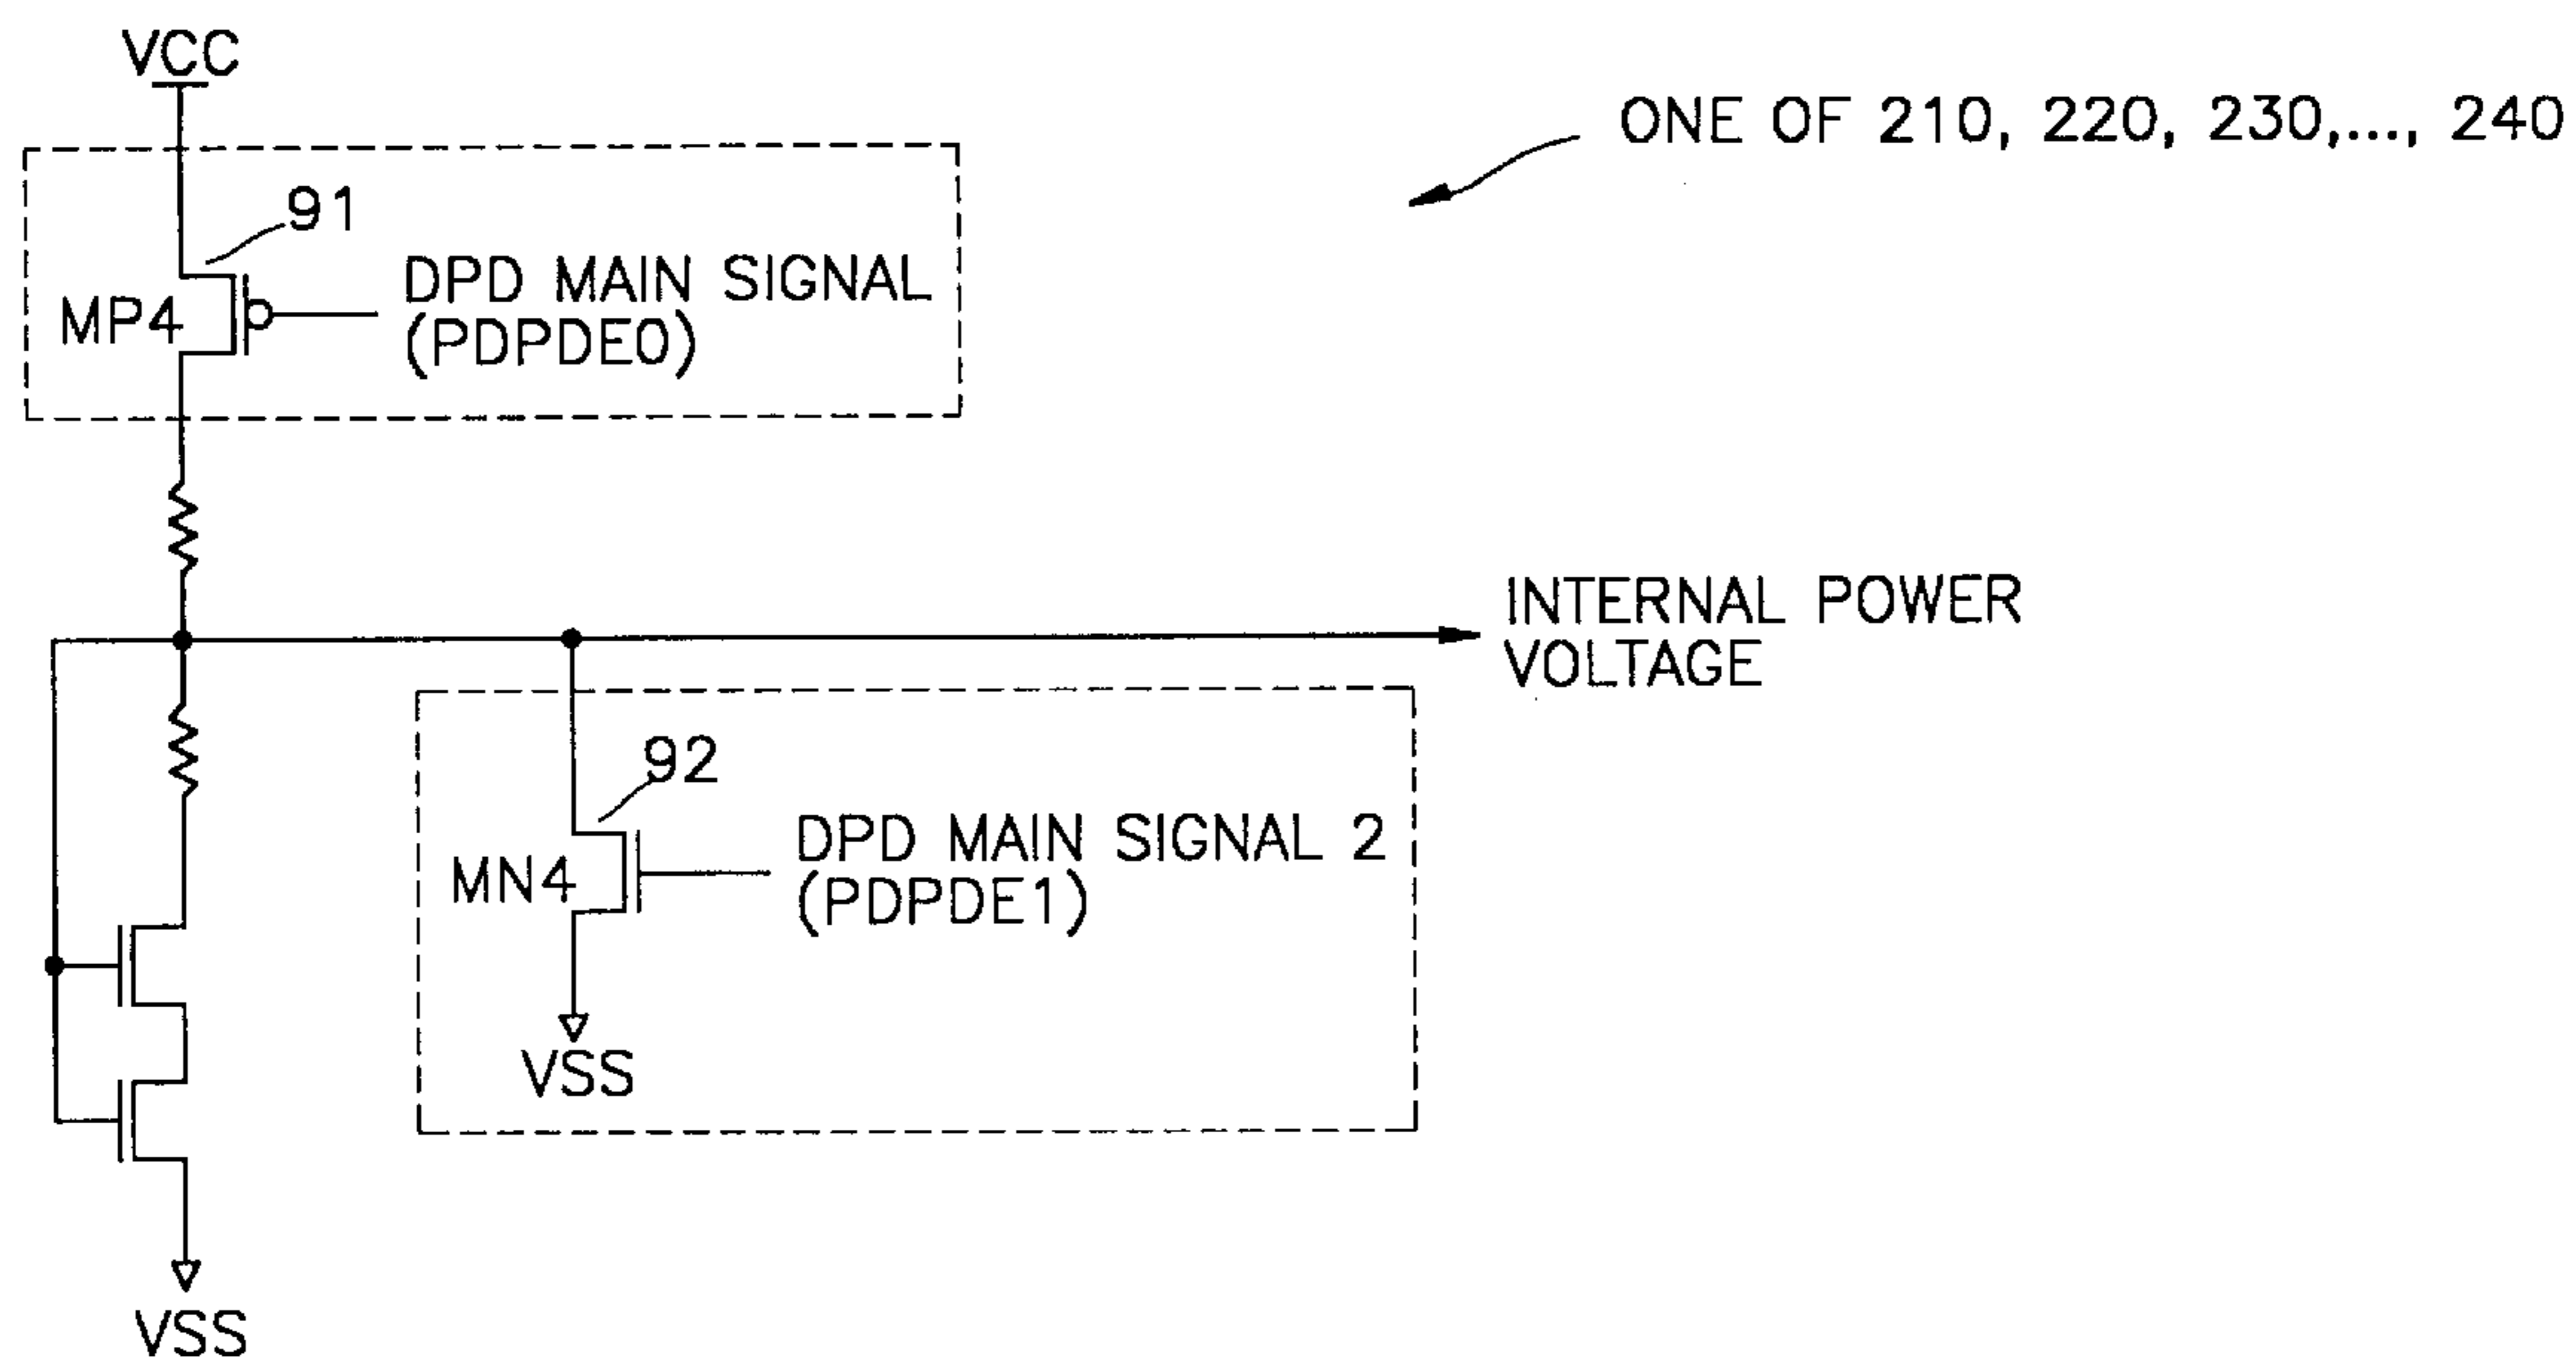 VCC
ONE OF 210, 220, 230,..., 240
91
MP4
DPD MAIN SIGNAL
(PDPDE0)
INTERNAL POWER
VOLTAGE
92
MN4
DPD MAIN SIGNAL 2
(PDPDE1)
VSS
VSS